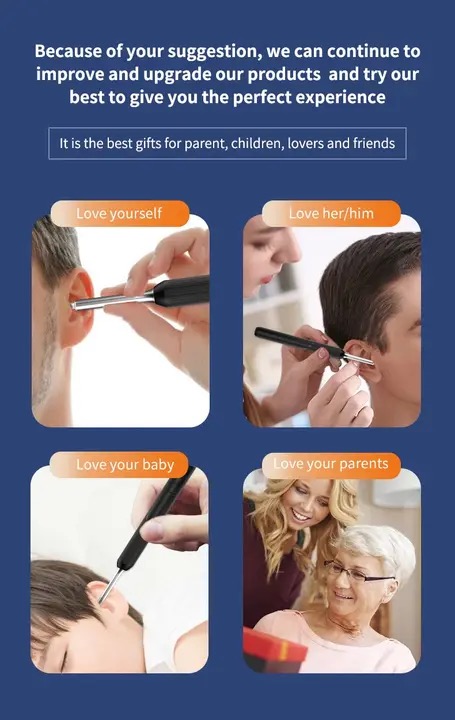 Because of your suggestion, we can continue to
improve and upgrade our products and try our
best to give you the perfect experience
It is the best gifts for parent, children, lovers and friends
Love yourself
Love her/him
Love your baby
Love your parents